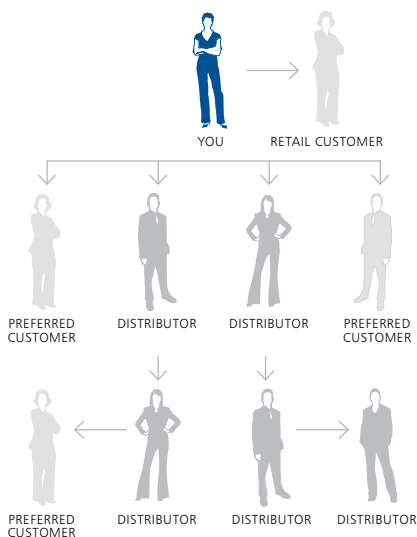 YOU
RETAIL CUSTOMER
PREFERRED
CUSTOMER
DISTRIBUTOR
DISTRIBUTOR
PREFERRED
CUSTOMER
PREFERRED
CUSTOMER
DISTRIBUTOR
DISTRIBUTOR
DISTRIBUTOR